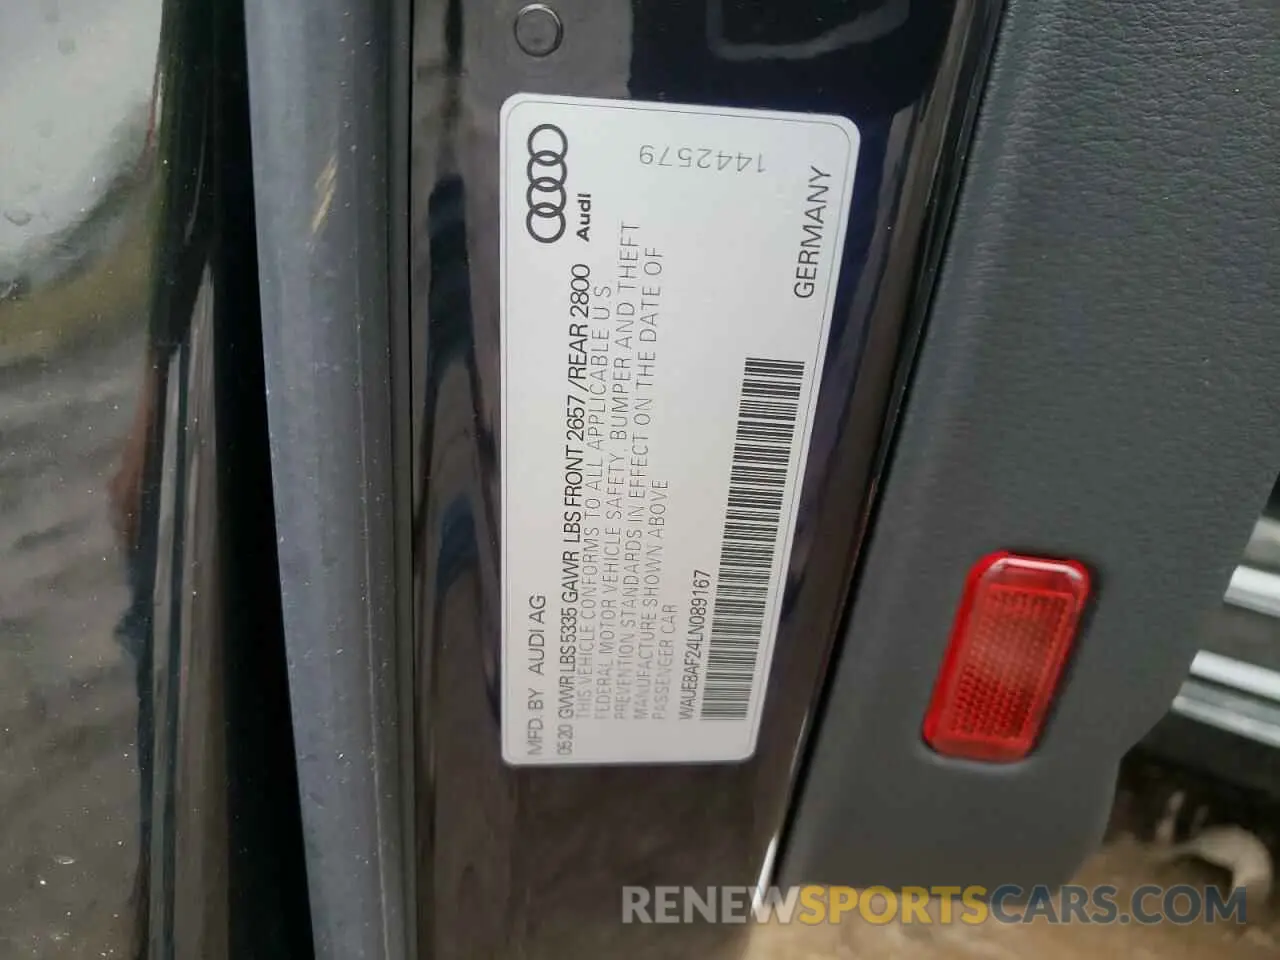 Audi
1442579
GERMANY
MFD. BY AUDI AG
0520 GVWR LBS 5335 GAWR LBS FRONT 2657 / REAR 2800
THIS VEHICLE CONFORMS TO ALL APPLICABLE U S
FEDERAL MOTOR VEHICLE SAFETY, BUMPER AND THEFT
PREVENTION STANDARDS IN EFFECT ON THE DATE OF
MANUFACTURE SHOWN ABOVE
PASSENGER CAR
WAUE8AF24LN089167
RENEWSPORTSCARS.COM